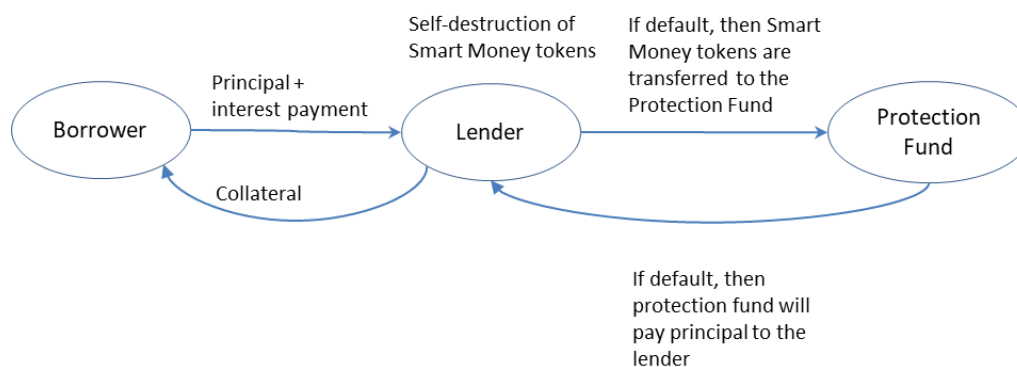 Self-destruction of
Smart Money tokens
If default, then Smart
Money tokens are
transferred to the
Protection Fund
Principal +
interest payment
Borrower
Lender
Protection
Fund
Collateral
If default, then
protection fund will
pay principal to the
lender